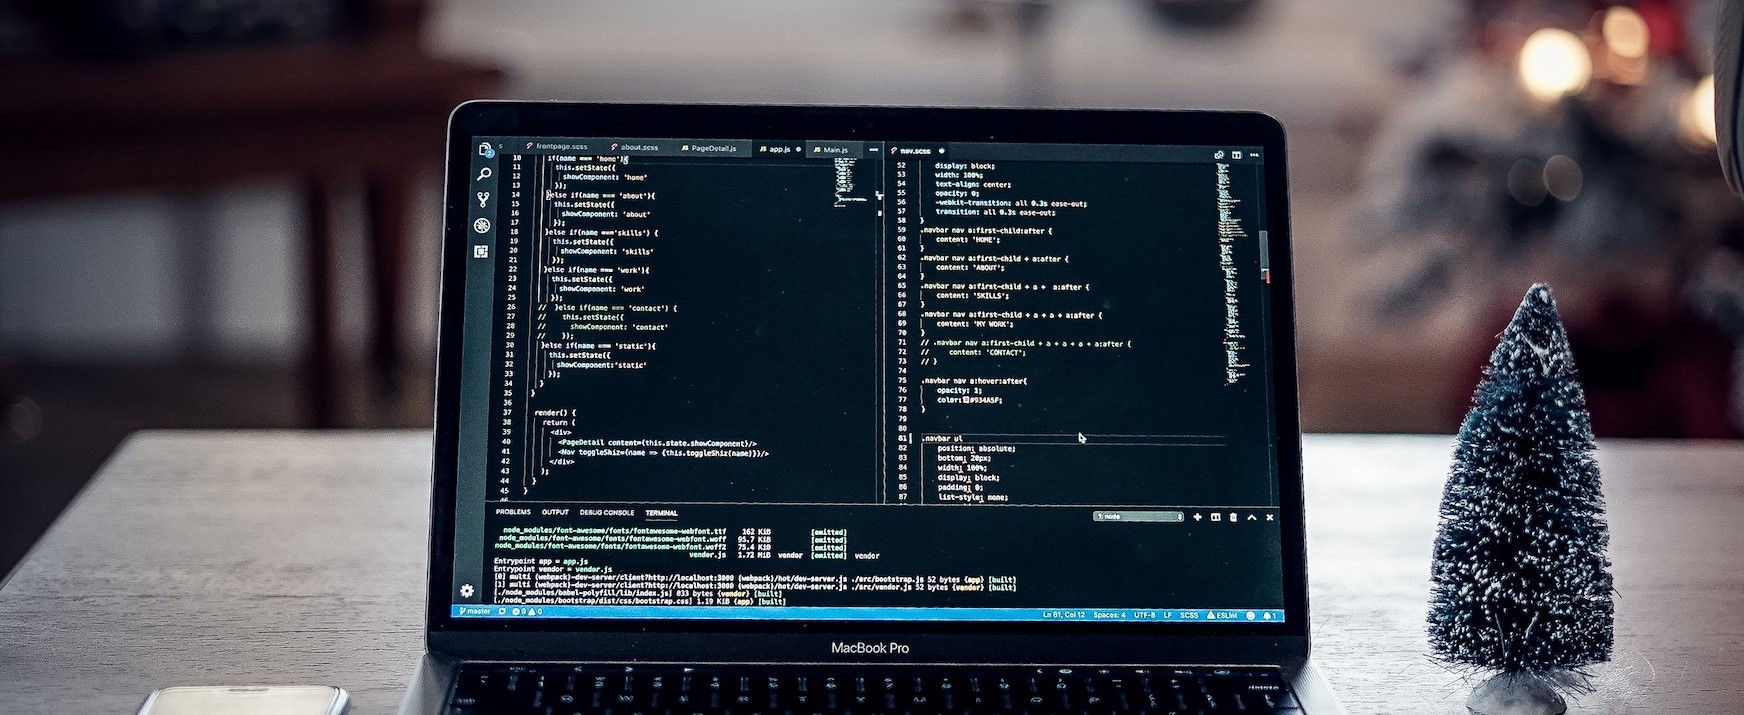 frontpage.scss about.scss PageDetail.js app.js Main.js
10 if(name === 'home'){
11 this.setState({
12 showComponent: 'home'
13 });
14 }else if(name === 'about'){
15 this.setState({
16 showComponent: 'about'
17 });
18 }else if(name ==='skills') {
19 this.setState({
20 showComponent: 'skills'
21 });
22 }else if(name === 'work'){
23 this.setState({
24 showComponent: 'work'
25 });
26 // }else if(name === 'contact') {
27 // this.setState({
28 // showComponent: 'contact'
29 // });
30 }else if(name === 'static'){
31 this.setState({
32 showComponent:'static'
33 });
34 }
35 }
36
37 render() {
38 return (
39 <div>
40 <PageDetail content={this.state.showComponent}/>
41 <Nav toggleShiz={name => {this.toggleShiz(name)}}/>
42 </div>
43 );
44 }
45 }
46
nav.scss
52 display: block;
53 width: 100%;
54 text-align: center;
55 opacity: 0;
56 -webkit-transition: all 0.3s ease-out;
57 transition: all 0.3s ease-out;
58 }
59 .navbar nav a:first-child:after {
60 content: 'HOME';
61 }
62 .navbar nav a:first-child + a:after {
63 content: 'ABOUT';
64 }
65 .navbar nav a:first-child + a + a:after {
66 content: 'SKILLS';
67 }
68 .navbar nav a:first-child + a + a + a:after {
69 content: 'MY WORK';
70 }
71 // .navbar nav a:first-child + a + a + a + a:after {
72 // content: 'CONTACT';
73 // }
74
75 .navbar nav a:hover:after{
76 opacity: 1;
77 color:#934A5F;
78 }
79
80
81 .navbar ul
82 position: absolute;
83 bottom: 20px;
84 width: 100%;
85 display: block;
86 padding: 0;
87 list-style: none;
PROBLEMS OUTPUT DEBUG CONSOLE TERMINAL 1: node
node_modules/font-awesome/fonts/fontawesome-webfont.ttf 162 KiB [emitted]
node_modules/font-awesome/fonts/fontawesome-webfont.woff 95.7 KiB [emitted]
node_modules/font-awesome/fonts/fontawesome-webfont.woff2 75.4 KiB [emitted]
vendor.js 1.72 MiB vendor [emitted] vendor
Entrypoint app = app.js
Entrypoint vendor = vendor.js
[0] multi (webpack)-dev-server/client?http://localhost:3000 (webpack)/hot/dev-server.js ./src/bootstrap.js 52 bytes {app} [built]
[1] multi (webpack)-dev-server/client?http://localhost:3000 (webpack)/hot/dev-server.js ./src/vendor.js 52 bytes {vendor} [built]
[./node_modules/babel-polyfill/lib/index.js] 833 bytes {vendor} [built]
[./node_modules/bootstrap/dist/css/bootstrap.css] 1.19 KiB {app} [built]
master 9 0 Ln 81, Col 12 Spaces: 4 UTF-8 LF SCSS ESLint 1
MacBook Pro